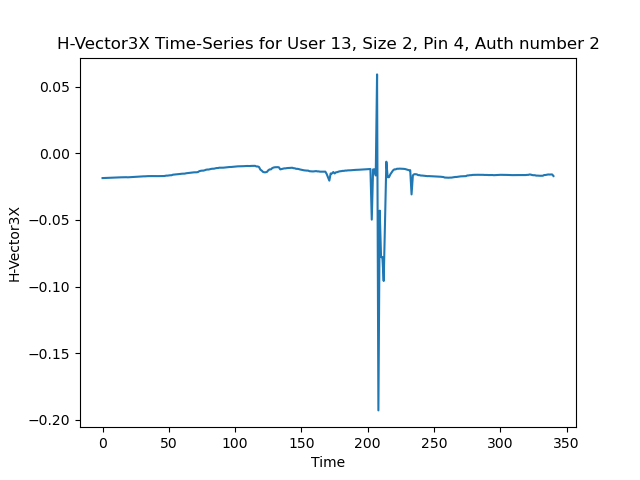 H-Vector3X Time-Series for User 13, Size 2, Pin 4, Auth number 2
0.05
0.00
−0.05
−0.10
−0.15
−0.20
H-Vector3X
0 50 100 150 200 250 300 350
Time